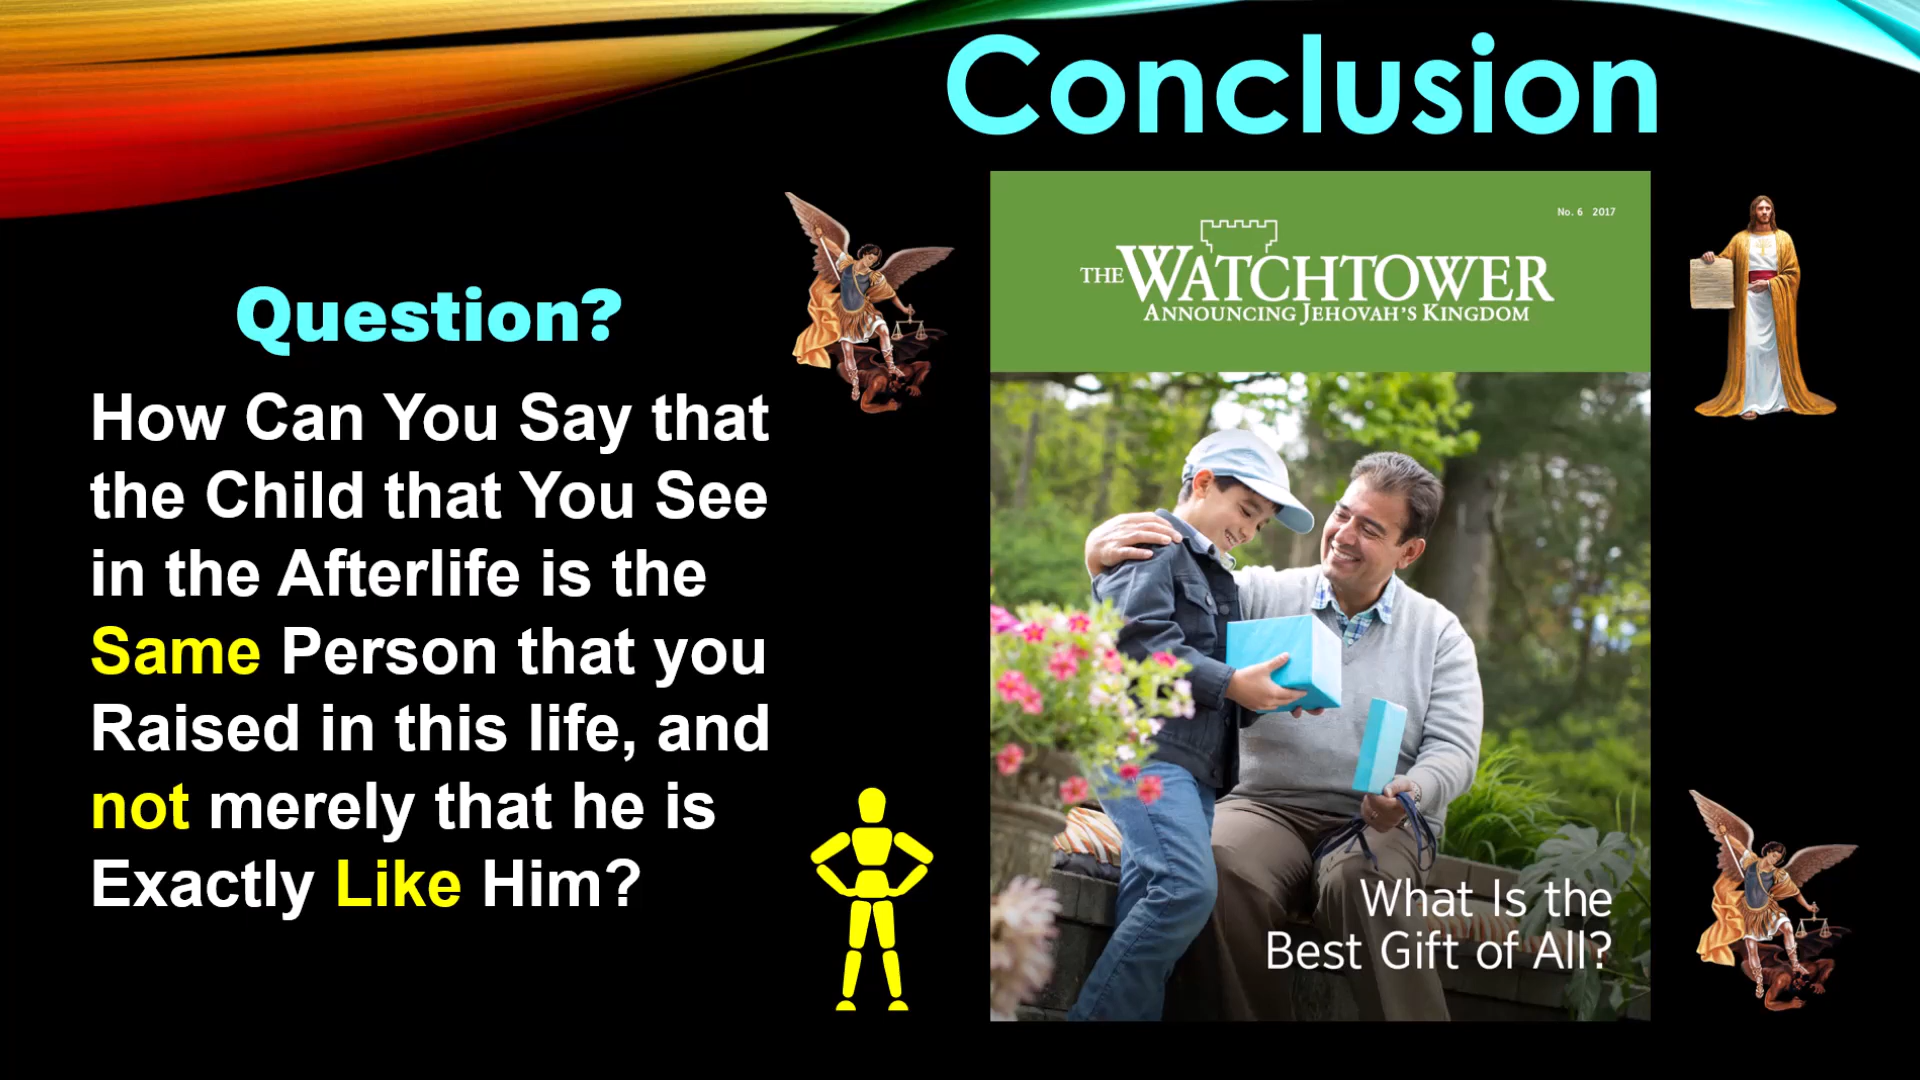 Conclusion
Question?
How Can You Say that
the Child that You See
in the Afterlife is the
Same Person that you
Raised in this life, and
not merely that he is
Exactly Like Him?
No. 6 2017
THE WATCHTOWER
ANNOUNCING JEHOVAH'S KINGDOM
What Is the
Best Gift of All?